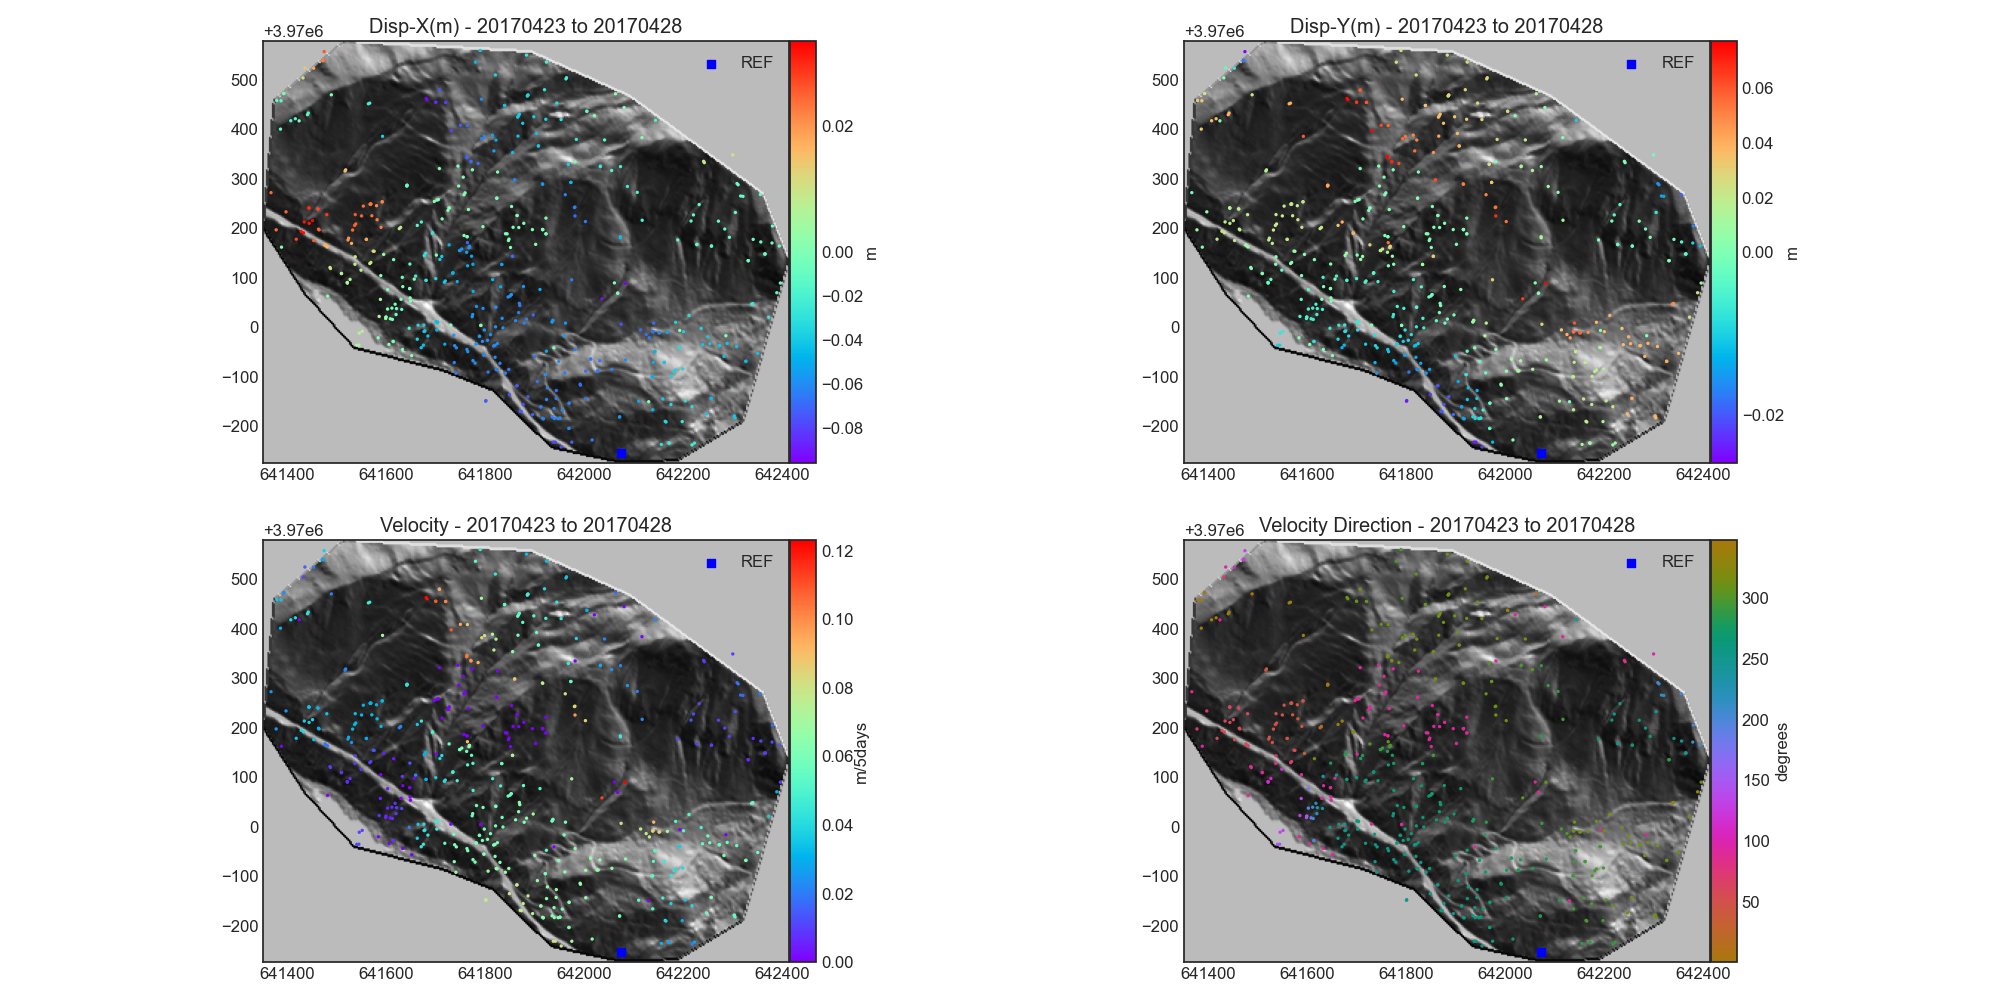 Disp-X(m) - 20170423 to 20170428
+3.97e6
REF
500
400
300
200
100
0
−100
−200
641400 641600 641800 642000 642200 642400
0.02
0.00
−0.02
−0.04
−0.06
−0.08
m
Disp-Y(m) - 20170423 to 20170428
+3.97e6
REF
500
400
300
200
100
0
−100
−200
641400 641600 641800 642000 642200 642400
0.06
0.04
0.02
0.00
−0.02
m
Velocity - 20170423 to 20170428
+3.97e6
REF
500
400
300
200
100
0
−100
−200
641400 641600 641800 642000 642200 642400
0.12
0.10
0.08
0.06
0.04
0.02
0.00
m/5days
Velocity Direction - 20170423 to 20170428
+3.97e6
REF
500
400
300
200
100
0
−100
−200
641400 641600 641800 642000 642200 642400
300
250
200
150
100
50
degrees